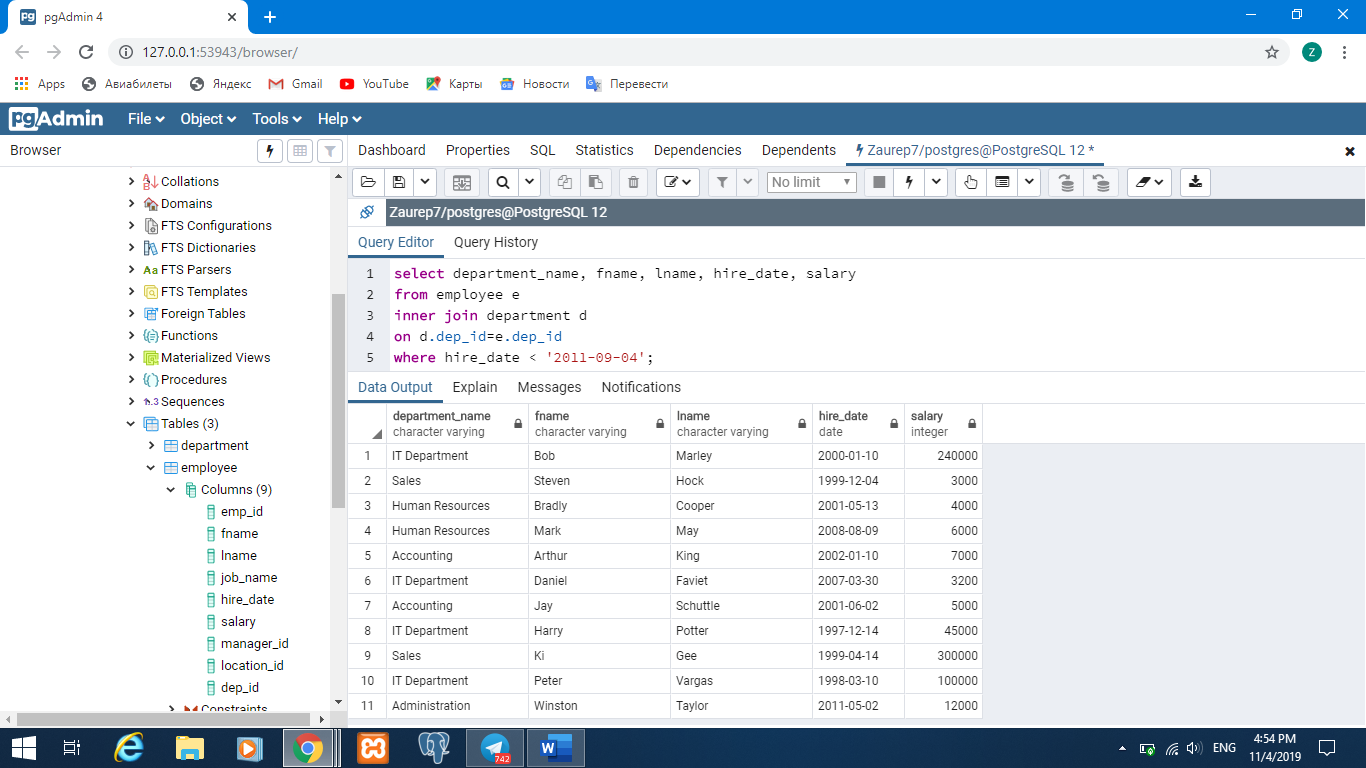 pgAdmin 4
127.0.0.1:53943/browser/
Z
Apps Авиабилеты Яндекс Gmail YouTube Карты Новости Перевести
pgAdmin File Object Tools Help
Browser
Dashboard Properties SQL Statistics Dependencies Dependents Zaurep7/postgres@PostgreSQL 12 *
Collations
Domains
FTS Configurations
FTS Dictionaries
FTS Parsers
FTS Templates
Foreign Tables
Functions
Materialized Views
Procedures
Sequences
Tables (3)
department
employee
Columns (9)
emp_id
fname
lname
job_name
hire_date
salary
manager_id
location_id
dep_id
Constraints
No limit
Zaurep7/postgres@PostgreSQL 12
Query Editor Query History
1 select department_name, fname, lname, hire_date, salary
2 from employee e
3 inner join department d
4 on d.dep_id=e.dep_id
5 where hire_date < '2011-09-04';
Data Output Explain Messages Notifications
department_name fname lname hire_date salary
character varying character varying character varying date integer
1 IT Department Bob Marley 2000-01-10 240000
2 Sales Steven Hock 1999-12-04 3000
3 Human Resources Bradly Cooper 2001-05-13 4000
4 Human Resources Mark May 2008-08-09 6000
5 Accounting Arthur King 2002-01-10 7000
6 IT Department Daniel Faviet 2007-03-30 3200
7 Accounting Jay Schuttle 2001-06-02 5000
8 IT Department Harry Potter 1997-12-14 45000
9 Sales Ki Gee 1999-04-14 300000
10 IT Department Peter Vargas 1998-03-10 100000
11 Administration Winston Taylor 2011-05-02 12000
742
ENG
4:54 PM
11/4/2019